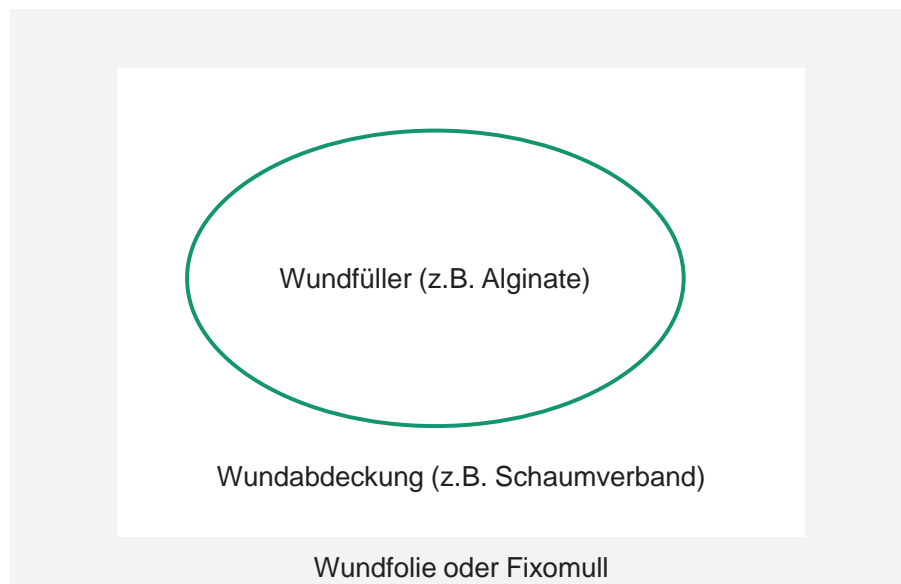 Wundfüller (z.B. Alginate)
Wundabdeckung (z.B. Schaumverband)
Wundfolie oder Fixomull